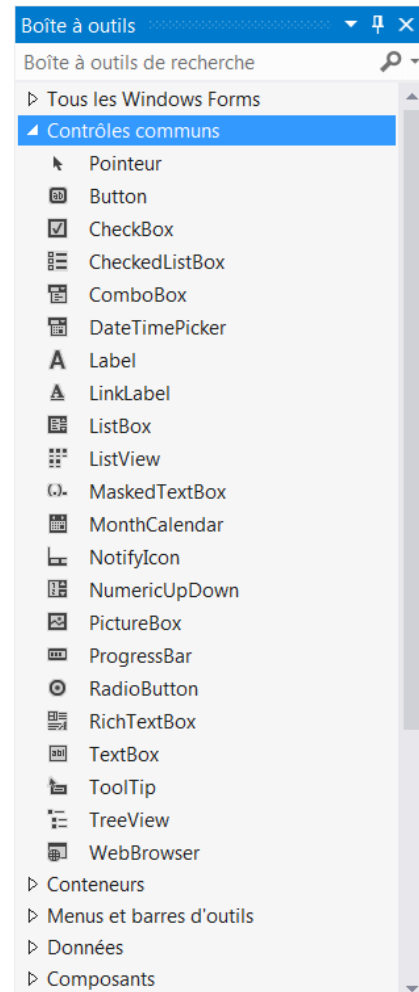 Boîte à outils
Boîte à outils de recherche
Tous les Windows Forms
Contrôles communs
Pointeur
Button
CheckBox
CheckedListBox
ComboBox
DateTimePicker
Label
LinkLabel
ListBox
ListView
MaskedTextBox
MonthCalendar
NotifyIcon
NumericUpDown
PictureBox
ProgressBar
RadioButton
RichTextBox
TextBox
ToolTip
TreeView
WebBrowser
Conteneurs
Menus et barres d'outils
Données
Composants